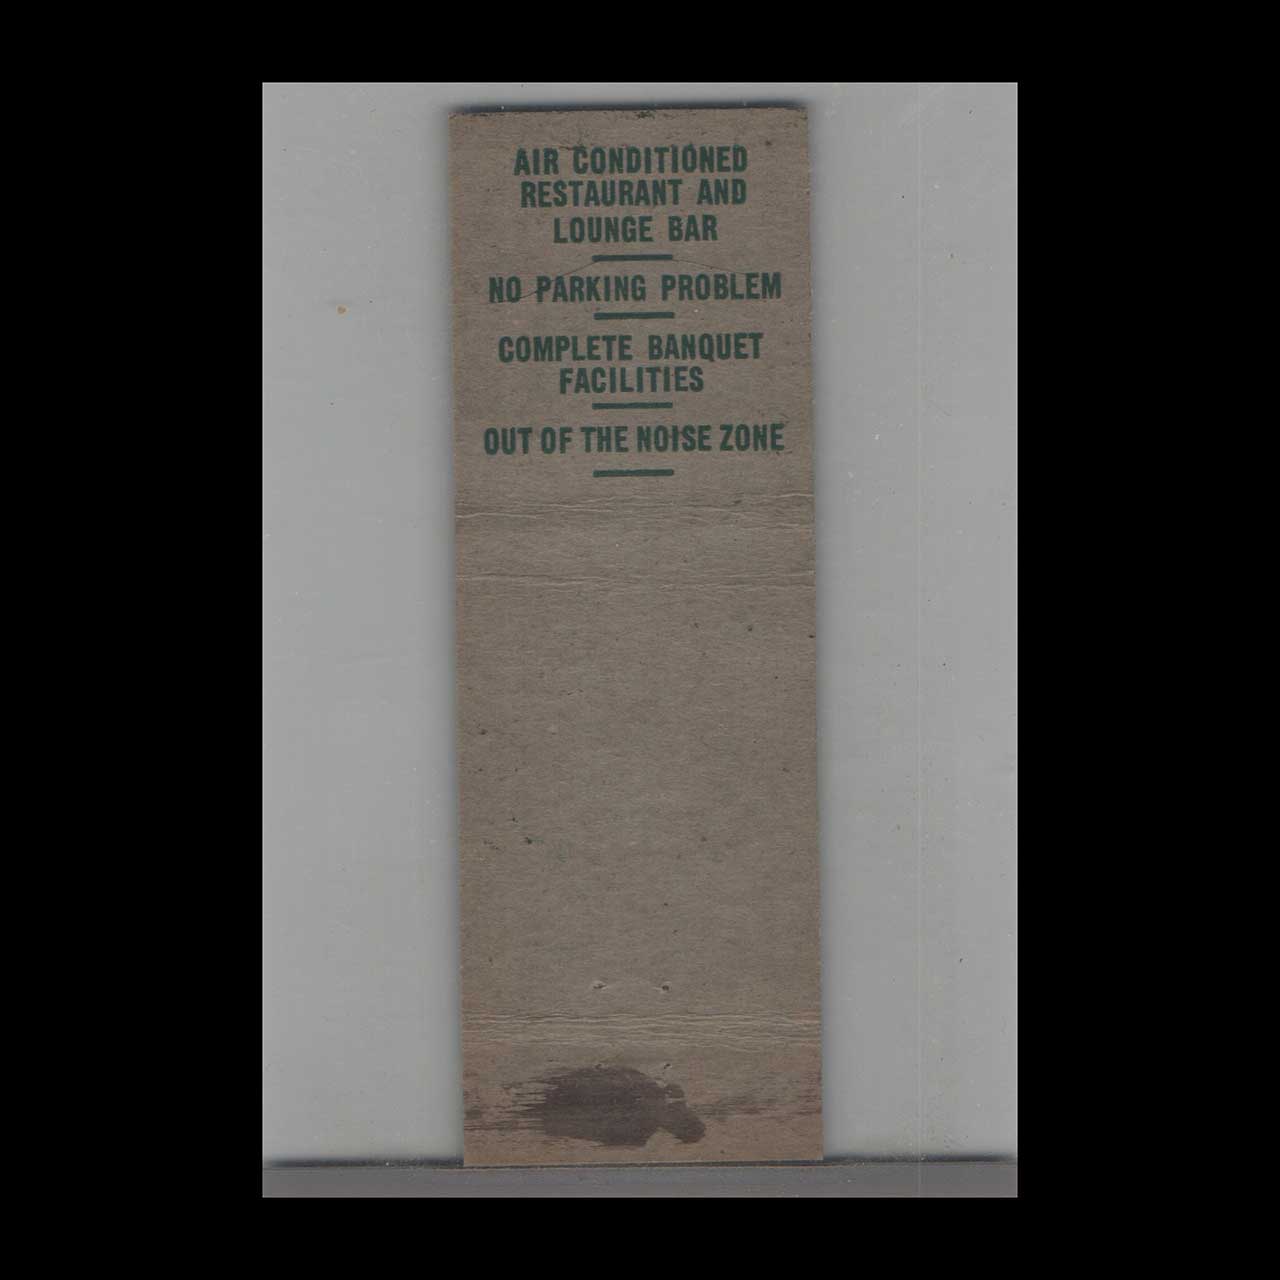 AIR CONDITIONED
RESTAURANT AND
LOUNGE BAR
NO PARKING PROBLEM
COMPLETE BANQUET
FACILITIES
OUT OF THE NOISE ZONE